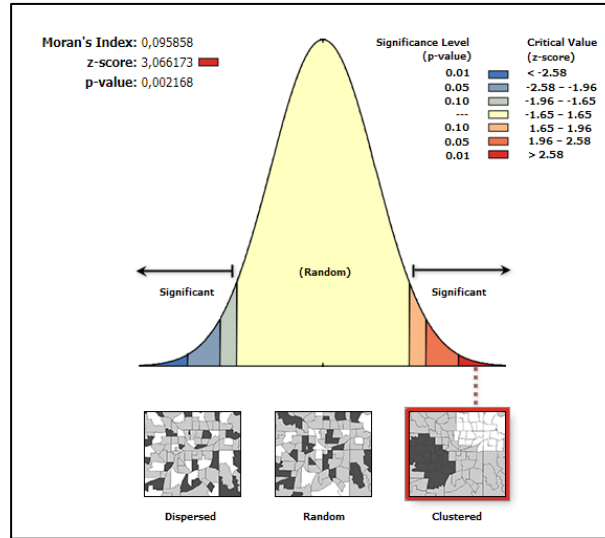 Moran's Index: 0,095858
z-score: 3,066173
p-value: 0,002168
Significance Level
(p-value)
Critical Value
(z-score)
0.01 < -2.58
0.05 -2.58 – -1.96
0.10 -1.96 – -1.65
--- -1.65 – 1.65
0.10 1.65 – 1.96
0.05 1.96 – 2.58
0.01 > 2.58
(Random)
Significant
Significant
Dispersed
Random
Clustered